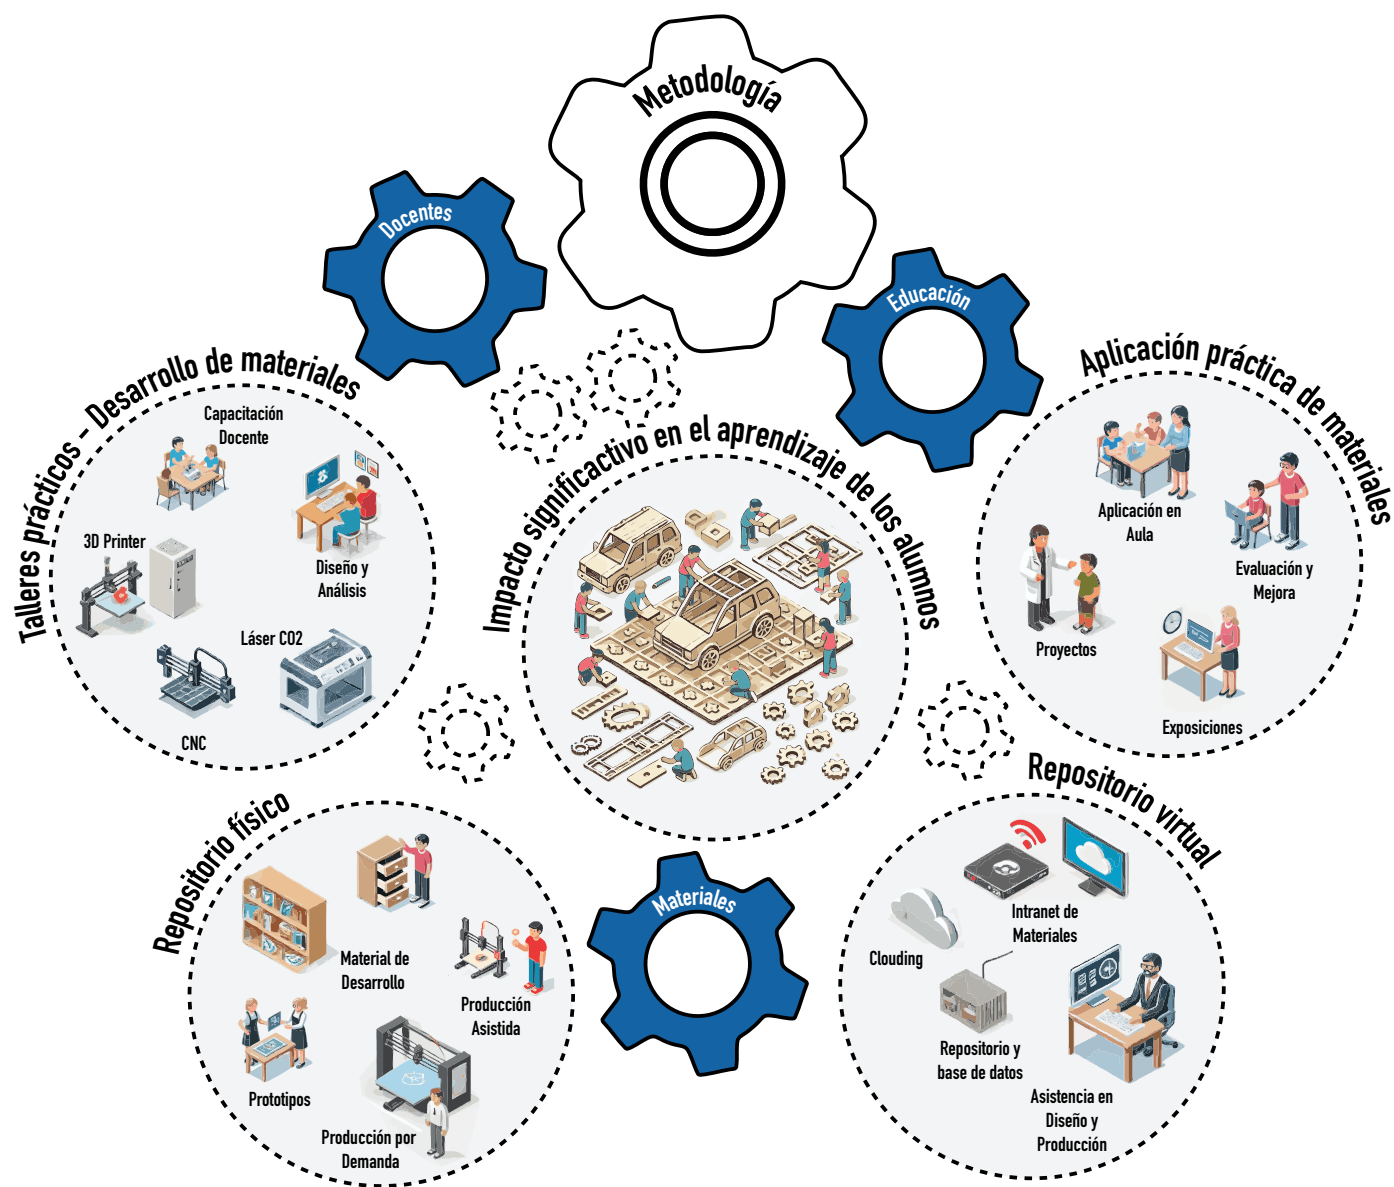 Metodología
Docentes
Educación
Talleres prácticos - Desarrollo de materiales
Capacitación
Docente
Diseño y
Análisis
3D Printer
Láser CO2
CNC
Impacto significactivo en el aprendizaje de los alumnos
Aplicación práctica de materiales
Aplicación en
Aula
Evaluación y
Mejora
Proyectos
Exposiciones
Repositorio físico
Material de
Desarrollo
Producción
Asistida
Prototipos
Producción por
Demanda
Materiales
Repositorio virtual
Intranet de
Materiales
Clouding
Repositorio y
base de datos
Asistencia en
Diseño y
Producción